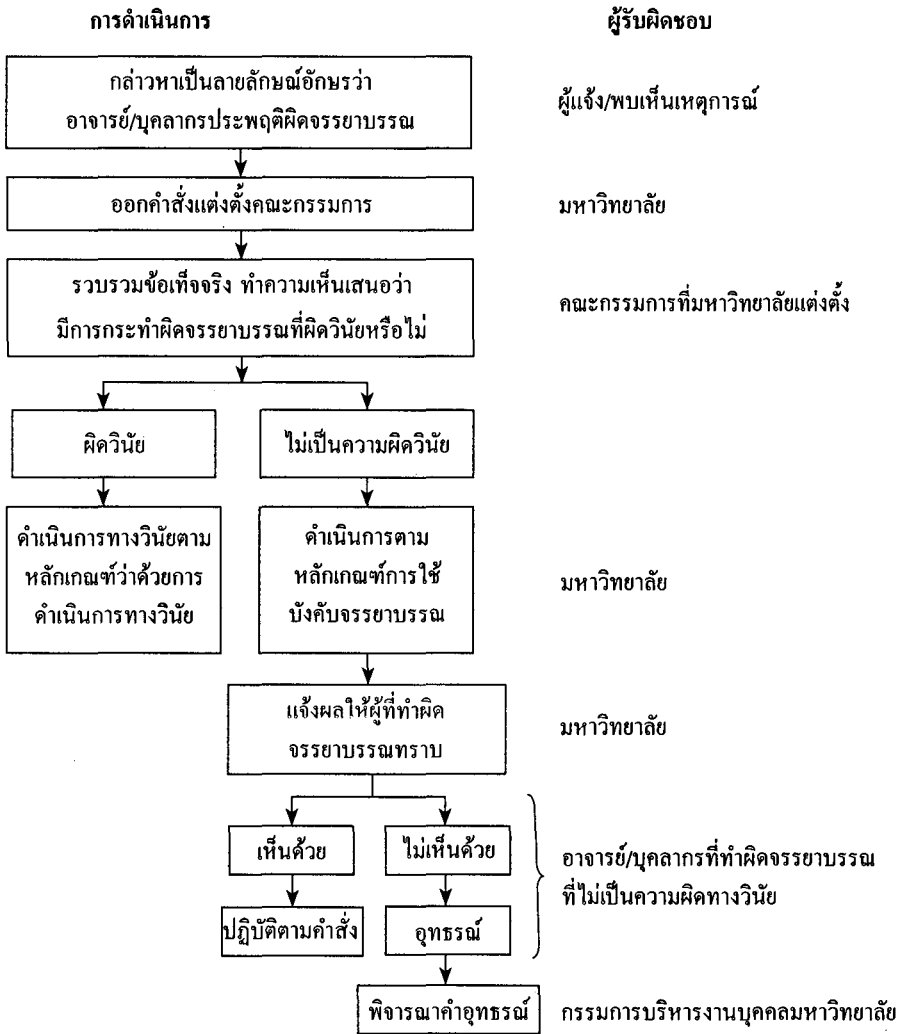 การดำเนินการ
ผู้รับผิดชอบ
กล่าวหาเป็นลายลักษณ์อักษรว่า
อาจารย์/บุคลากรประพฤติผิดจรรยาบรรณ
ผู้แจ้ง/พบเห็นเหตุการณ์
ออกคำสั่งแต่งตั้งคณะกรรมการ
มหาวิทยาลัย
รวบรวมข้อเท็จจริง ทำความเห็นเสนอว่า
มีการกระทำผิดจรรยาบรรณที่ผิดวินัยหรือไม่
คณะกรรมการที่มหาวิทยาลัยแต่งตั้ง
ผิดวินัย
ไม่เป็นความผิดวินัย
ดำเนินการทางวินัยตาม
หลักเกณฑ์ว่าด้วยการ
ดำเนินการทางวินัย
ดำเนินการตาม
หลักเกณฑ์การใช้
บังคับจรรยาบรรณ
มหาวิทยาลัย
แจ้งผลให้ผู้ที่ทำผิด
จรรยาบรรณทราบ
มหาวิทยาลัย
เห็นด้วย
ไม่เห็นด้วย
ปฏิบัติตามคำสั่ง
อุทธรณ์
อาจารย์/บุคลากรที่ทำผิดจรรยาบรรณ
ที่ไม่เป็นความผิดทางวินัย
พิจารณาคำอุทธรณ์
กรรมการบริหารงานบุคคลมหาวิทยาลัย